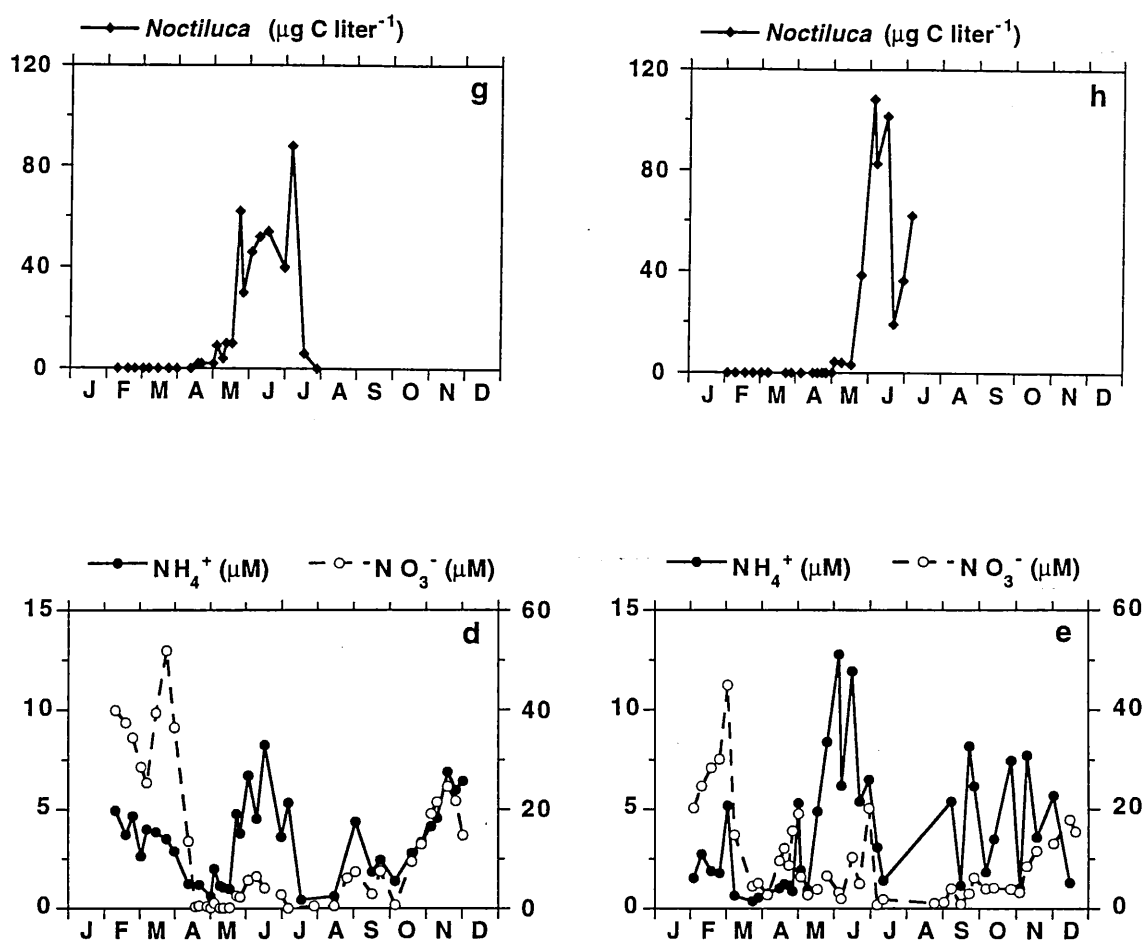 Noctiluca (µg C liter⁻¹)
g
120
80
40
0
J F M A M J J A S O N D
Noctiluca (µg C liter⁻¹)
h
120
80
40
0
J F M A M J J A S O N D
NH₄⁺ (µM) NO₃⁻ (µM)
d
15
10
5
0
60
40
20
0
J F M A M J J A S O N D
NH₄⁺ (µM) NO₃⁻ (µM)
e
15
10
5
0
60
40
20
0
J F M A M J J A S O N D